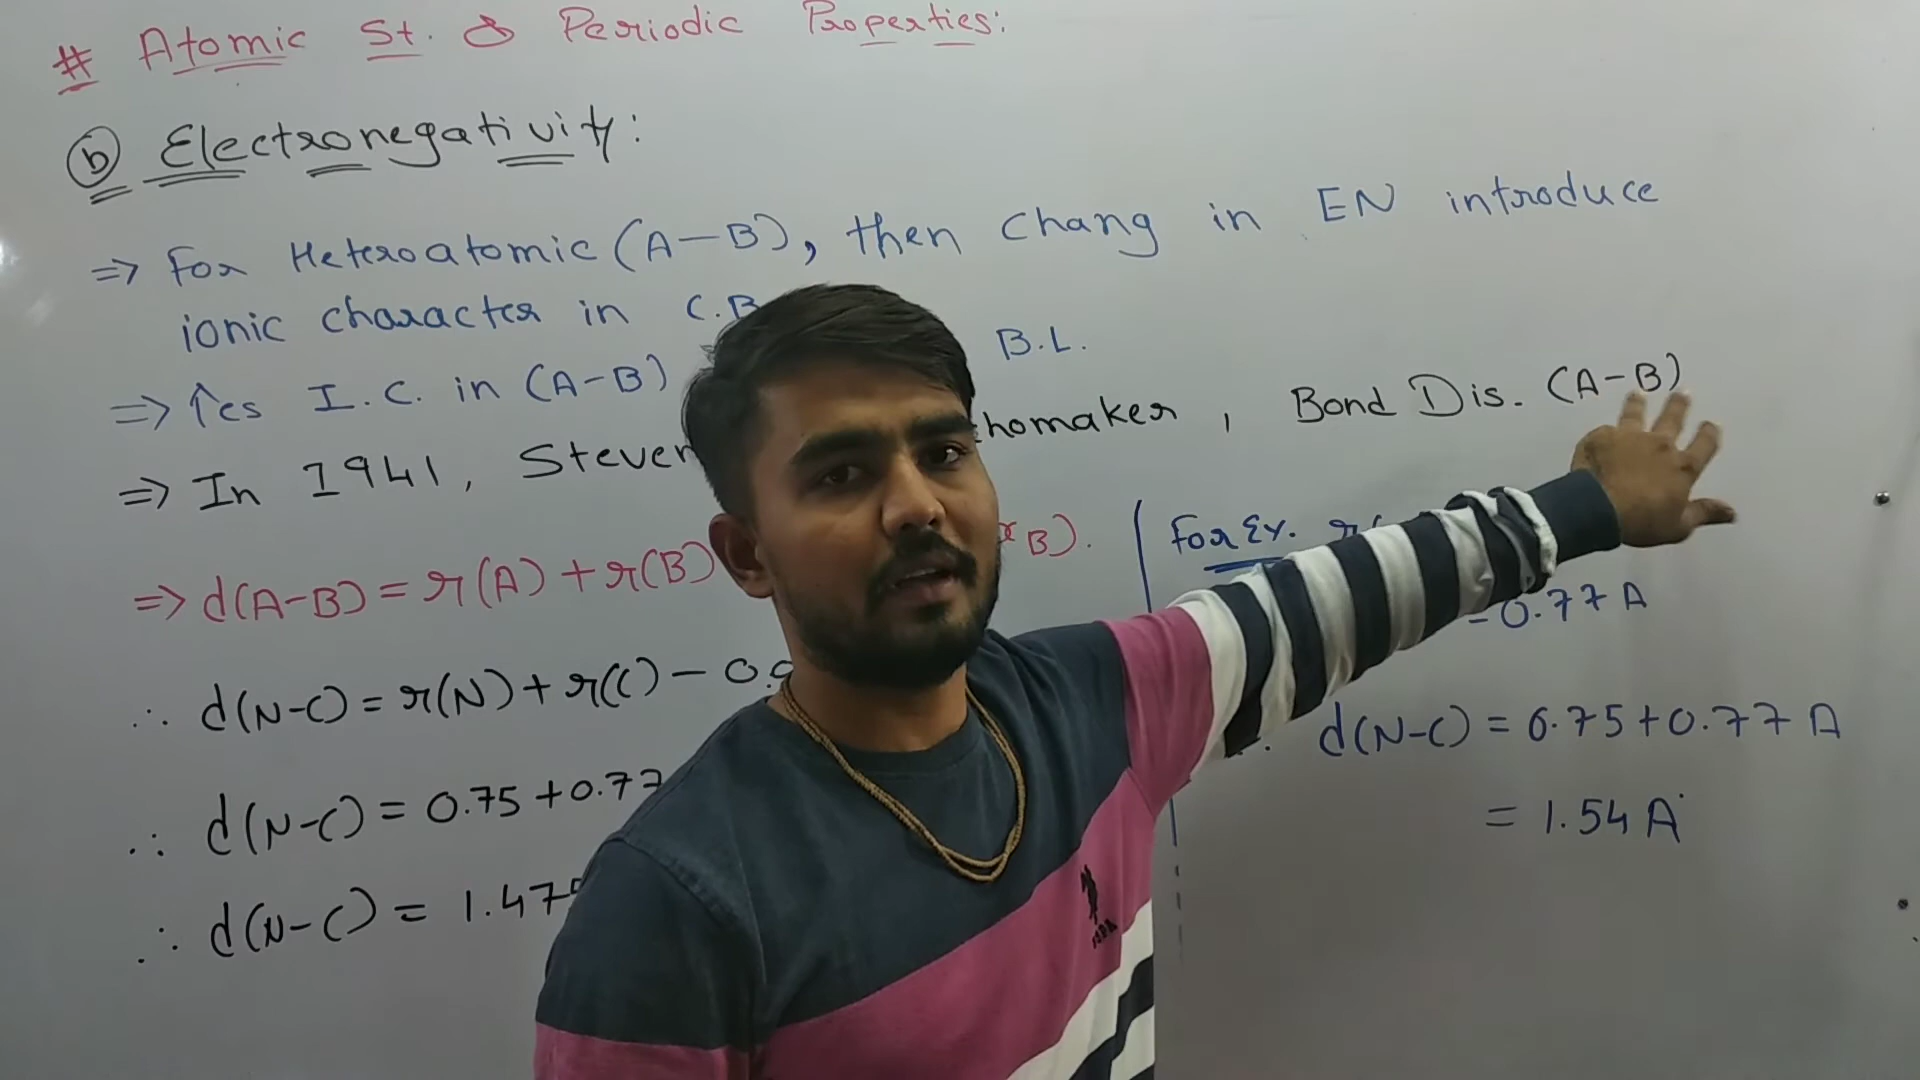 # Atomic St. & Periodic Properties:
(b) Electronegativity:
=> For Heteroatomic (A-B), then chang in EN introduce
ionic character in C.B
=> ↑es I.C. in (A-B) B.L.
=> In 1941, Steven homaker, Bond Dis. (A-B)
=> d(A-B) = r(A) + r(B) B).
∴ d(N-C) = r(N) + r(C) - 0.
∴ d(N-C) = 0.75 + 0.77
∴ d(N-C) = 1.47
For Ex. r(
= 0.77 A
d(N-C) = 0.75 + 0.77 A
= 1.54 A°